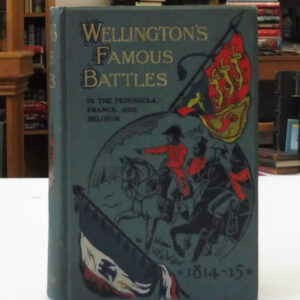 WELLINGTON'S
FAMOUS
BATTLES
IN THE PENINSULA,
FRANCE, AND
BELGIUM
1814-15